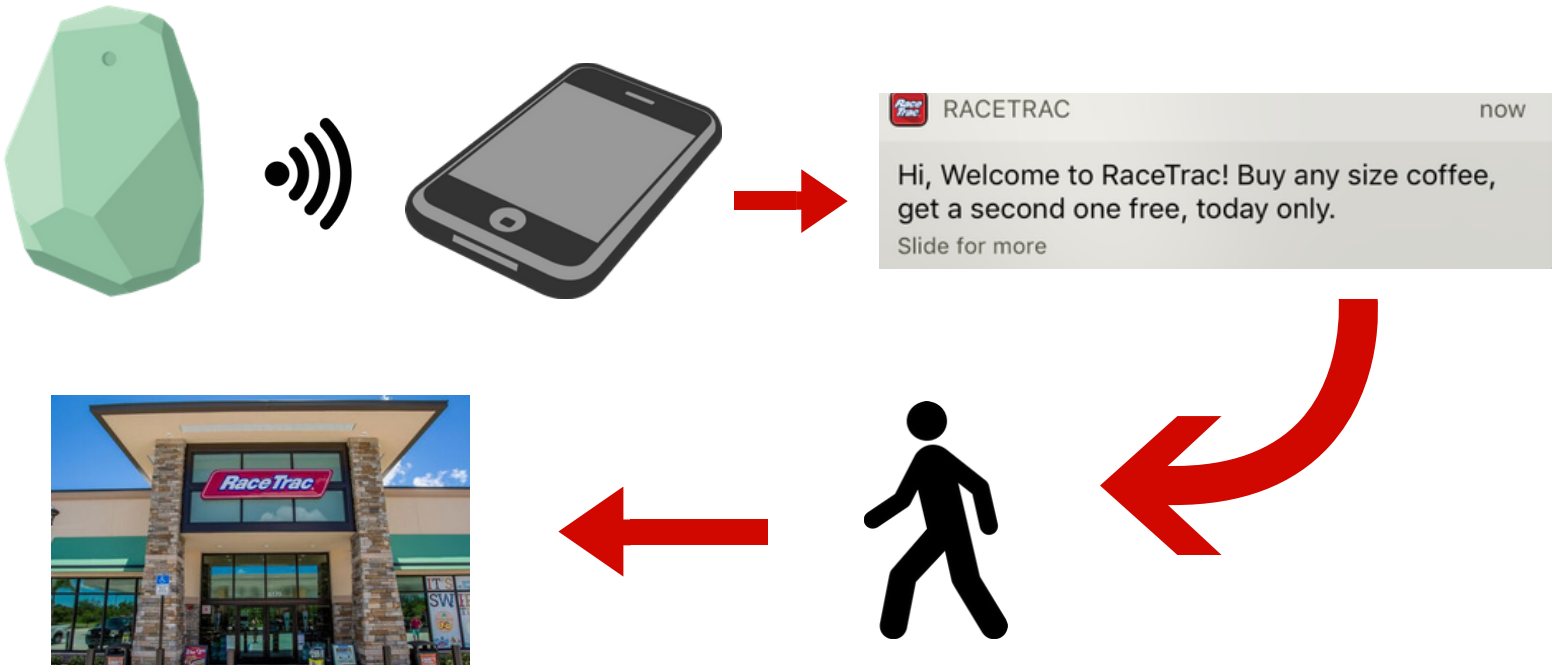 Race
Trac
RACETRAC
now
Hi, Welcome to RaceTrac! Buy any size coffee,
get a second one free, today only.
Slide for more
RaceTrac
IT'S